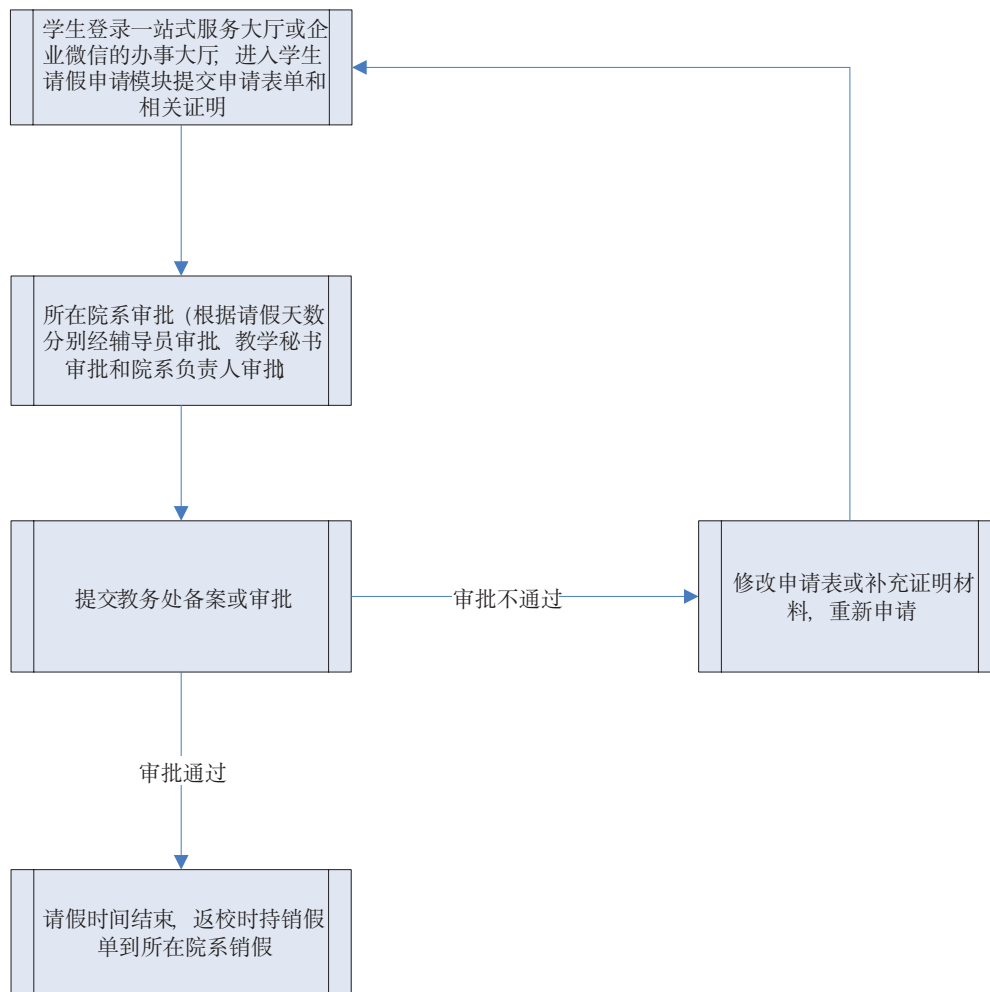 学生登录一站式服务大厅或企
业微信的办事大厅, 进入学生
请假申请模块提交申请表单和
相关证明
所在院系审批 (根据请假天数
分别经辅导员审批、教学秘书
审批和院系负责人审批)
提交教务处备案或审批
审批不通过
修改申请表或补充证明材
料, 重新申请
审批通过
请假时间结束, 返校时持销假
单到所在院系销假